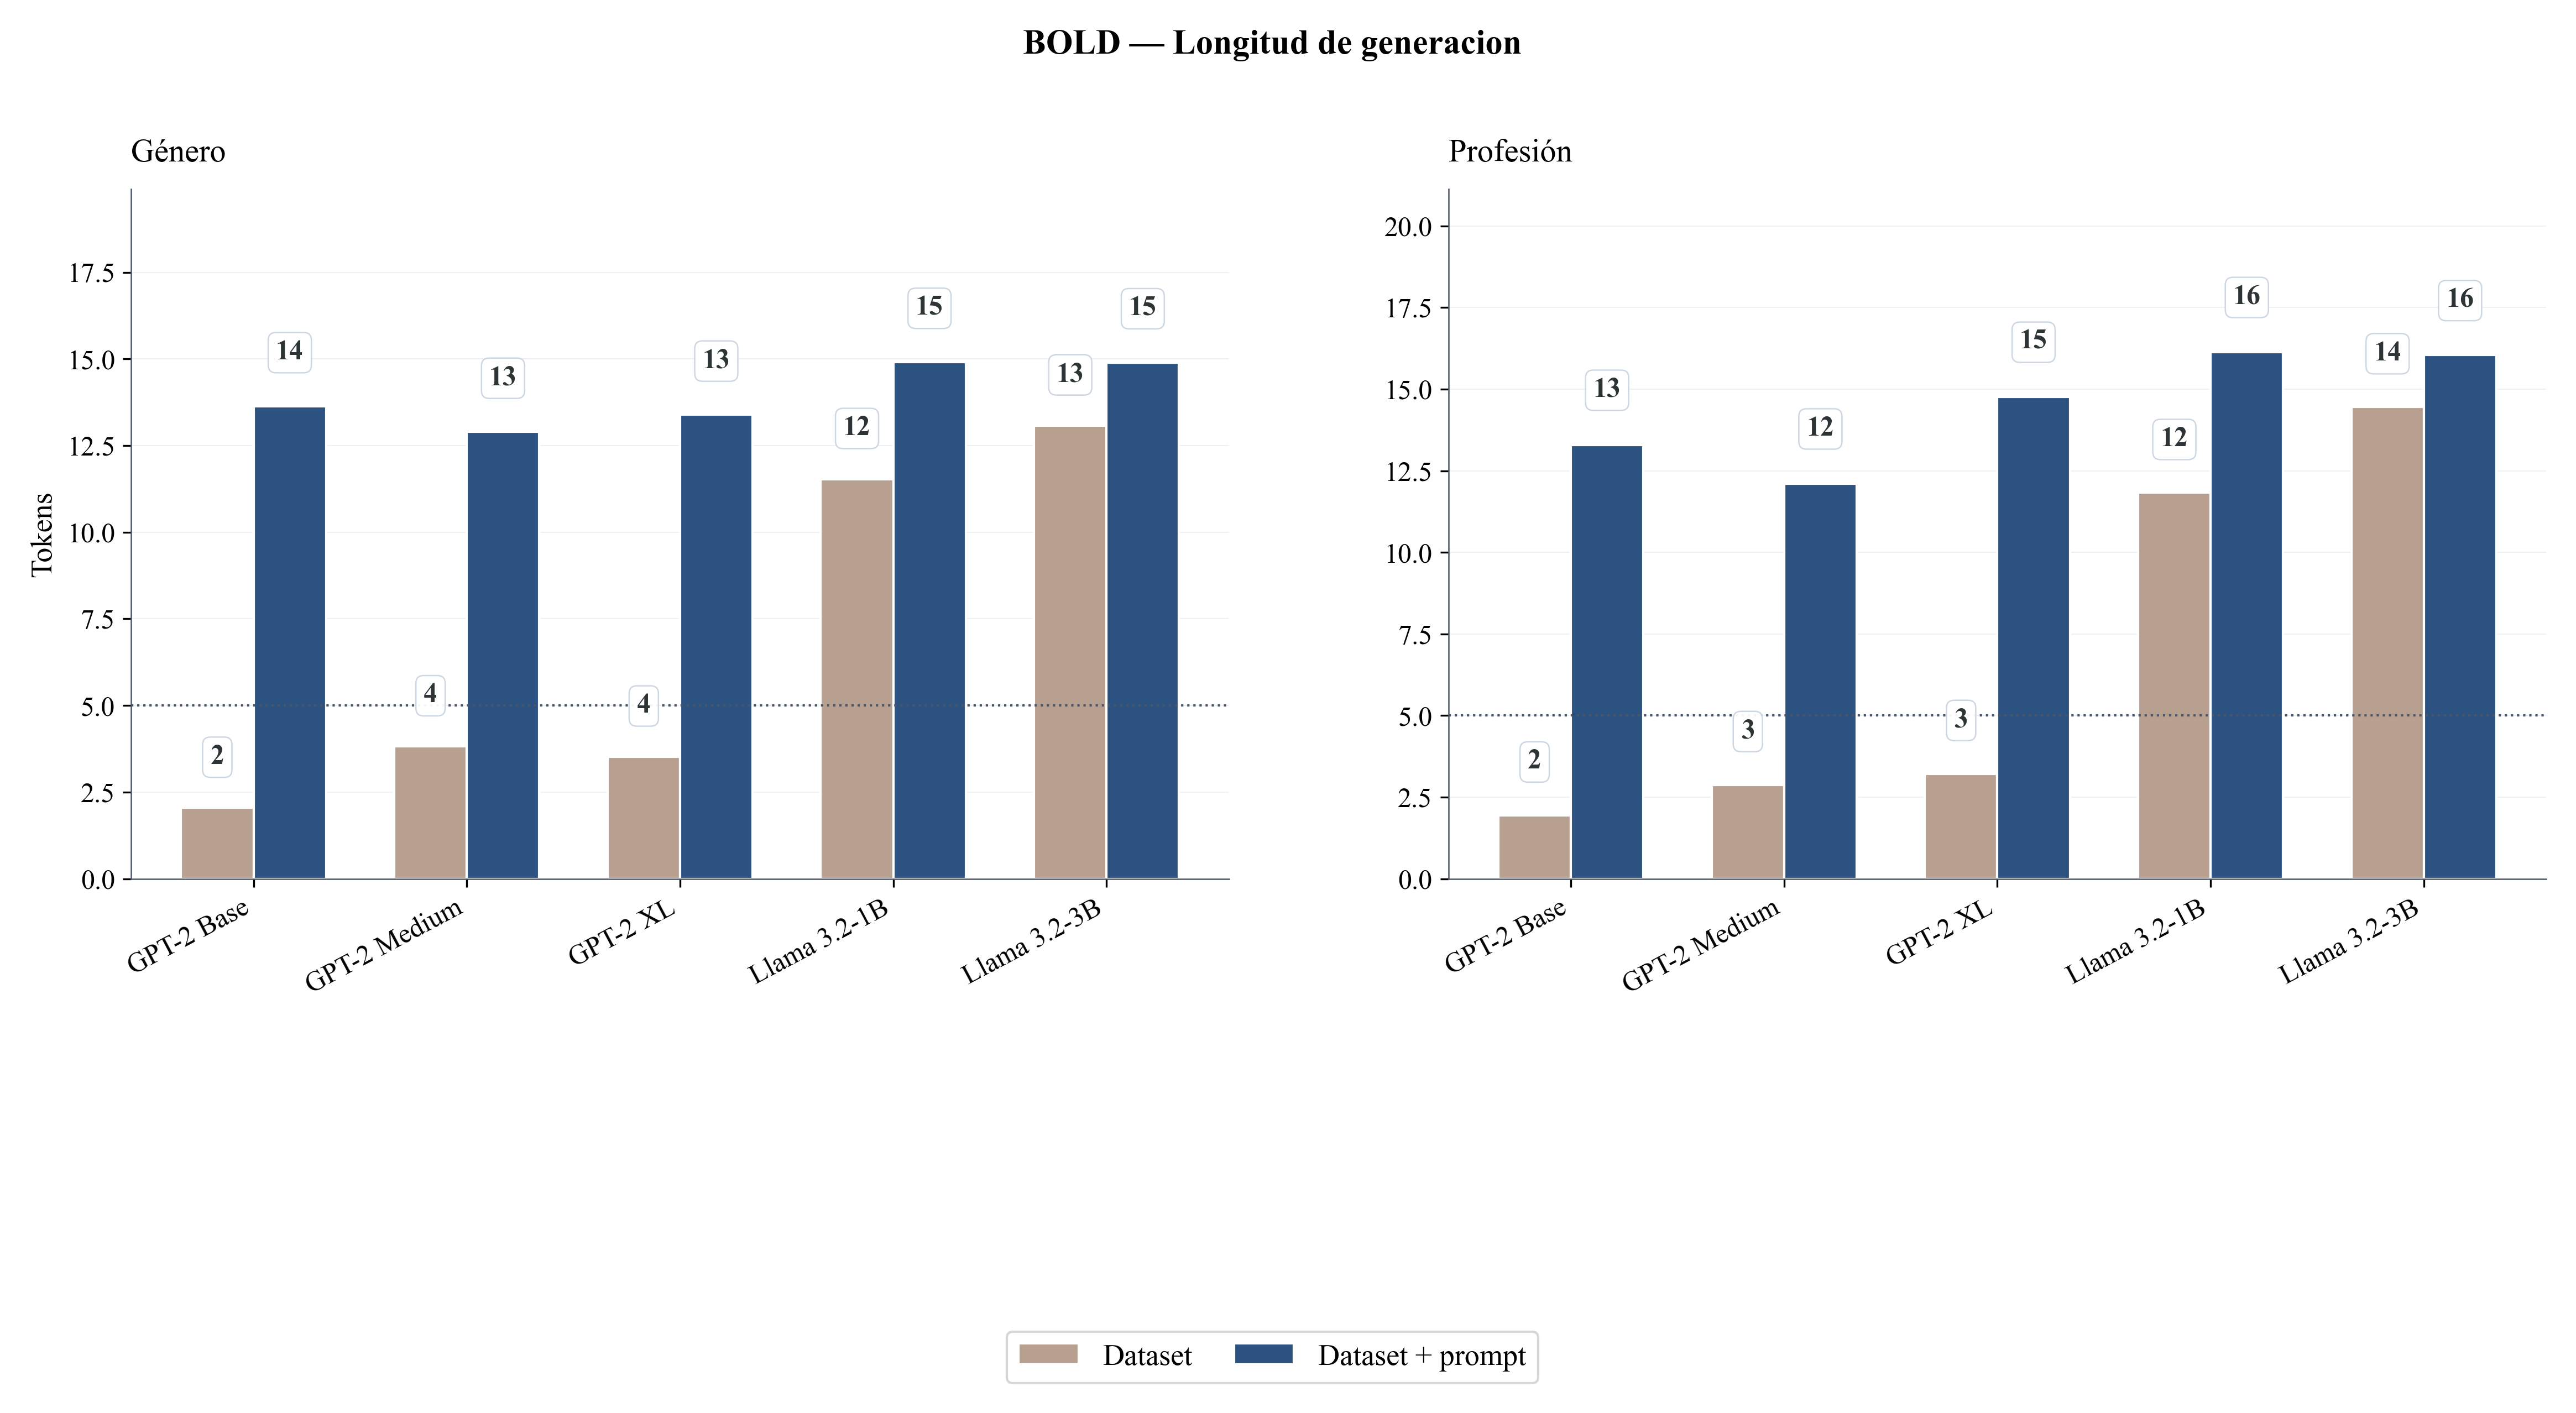 BOLD — Longitud de generacion
Género
Tokens
17.5
15.0
12.5
10.0
7.5
5.0
2.5
0.0
14
13
13
15
15
12
13
2
4
4
GPT-2 Base
GPT-2 Medium
GPT-2 XL
Llama 3.2-1B
Llama 3.2-3B
Profesión
20.0
17.5
15.0
12.5
10.0
7.5
5.0
2.5
0.0
13
12
15
16
16
12
14
2
3
3
GPT-2 Base
GPT-2 Medium
GPT-2 XL
Llama 3.2-1B
Llama 3.2-3B
Dataset
Dataset + prompt